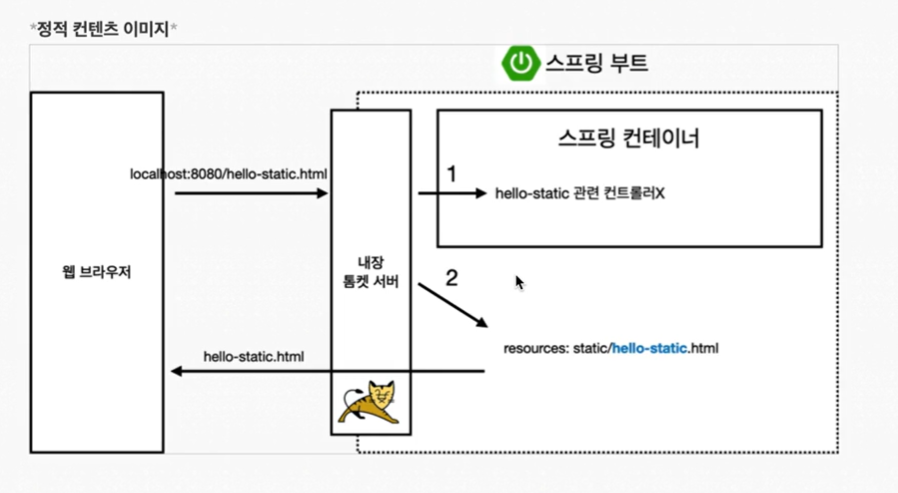 *정적 컨텐츠 이미지*
스프링 부트
스프링 컨테이너
localhost:8080/hello-static.html
1
hello-static 관련 컨트롤러X
웹 브라우저
내장
톰켓 서버
2
resources: static/hello-static.html
hello-static.html